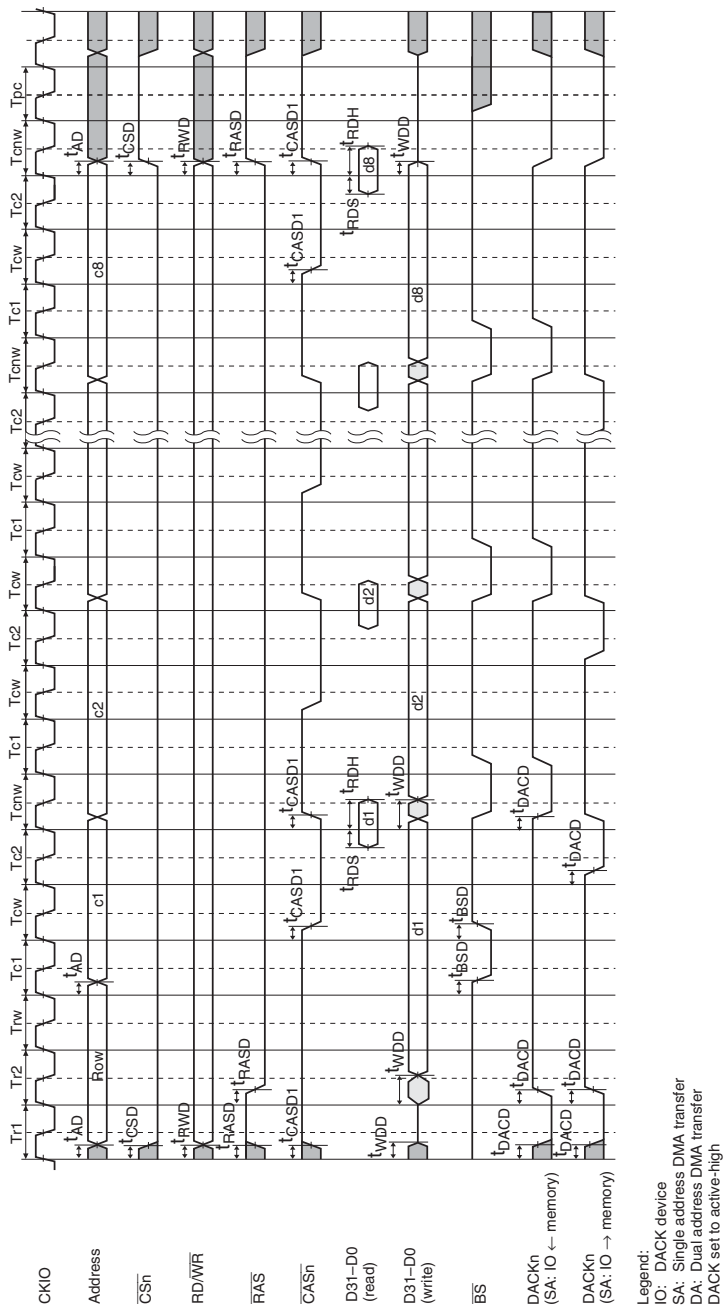 Tr1 Tr2 Trw Tc1 Tcw Tc2 Tcnw Tc1 Tcw Tc2 Tcw Tc1 Tcw Tc2 Tcnw Tc1 Tcw Tc2 Tcnw Tpc
CKIO
tAD tAD tAD
Address Row c1 c2 c8
tCSD tCSD
CSn
tRWD tRWD
RD/WR
tRASD tRASD tRASD
RAS
tCASD1 tCASD1 tCASD1 tCASD1 tCASD1
CASn
D31–D0
(read)
tRDS tRDH tRDS tRDH
d1 d2 d8
tWDD tWDD tWDD tWDD
D31–D0
(write)
d1 d2 d8
tBSD tBSD
BS
tDACD tDACD tDACD
DACKn
(SA: IO ← memory)
tDACD tDACD tDACD
DACKn
(SA: IO → memory)
Legend:
IO: DACK device
SA: Single address DMA transfer
DA: Dual address DMA transfer
DACK set to active-high